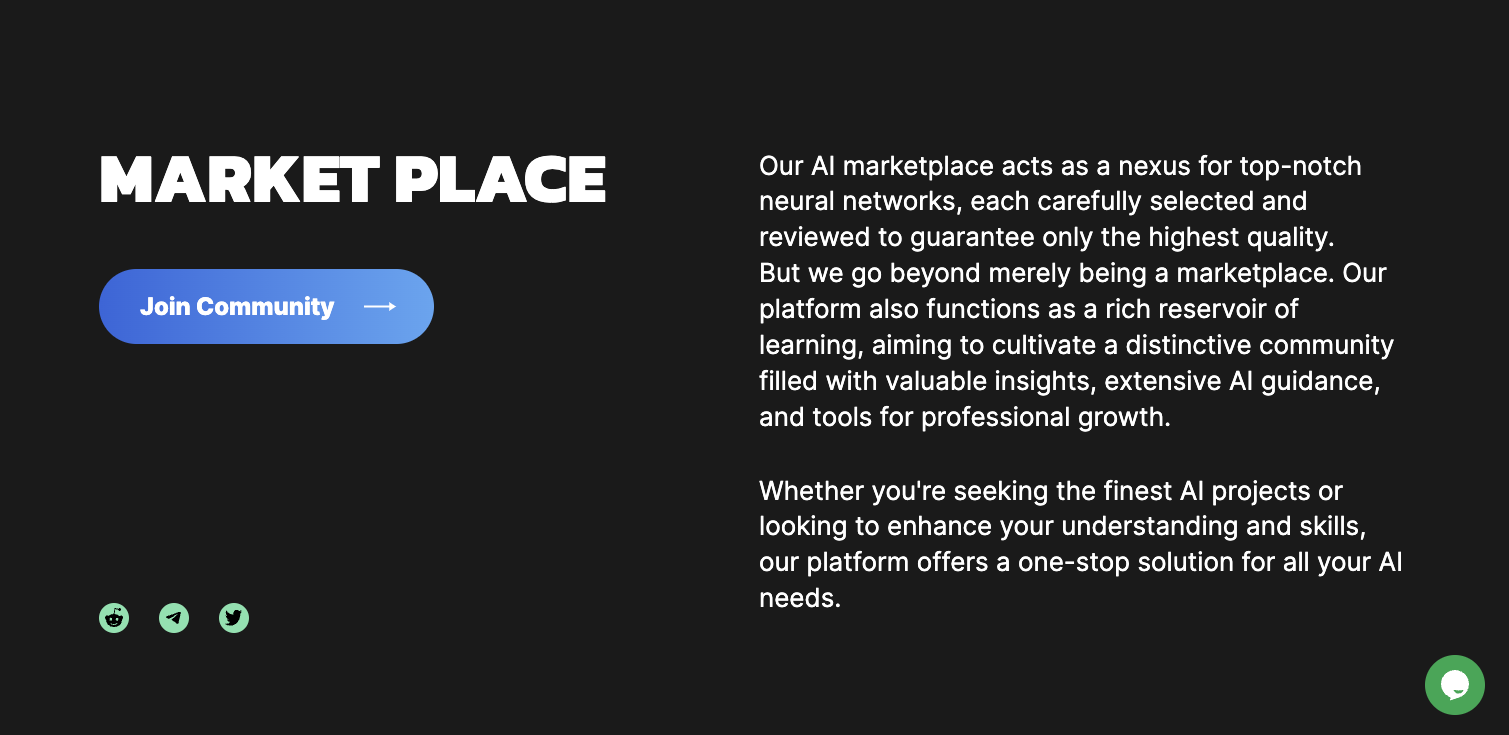 MARKET PLACE
Join Community
Our AI marketplace acts as a nexus for top-notch
neural networks, each carefully selected and
reviewed to guarantee only the highest quality.
But we go beyond merely being a marketplace. Our
platform also functions as a rich reservoir of
learning, aiming to cultivate a distinctive community
filled with valuable insights, extensive AI guidance,
and tools for professional growth.
Whether you're seeking the finest AI projects or
looking to enhance your understanding and skills,
our platform offers a one-stop solution for all your AI
needs.